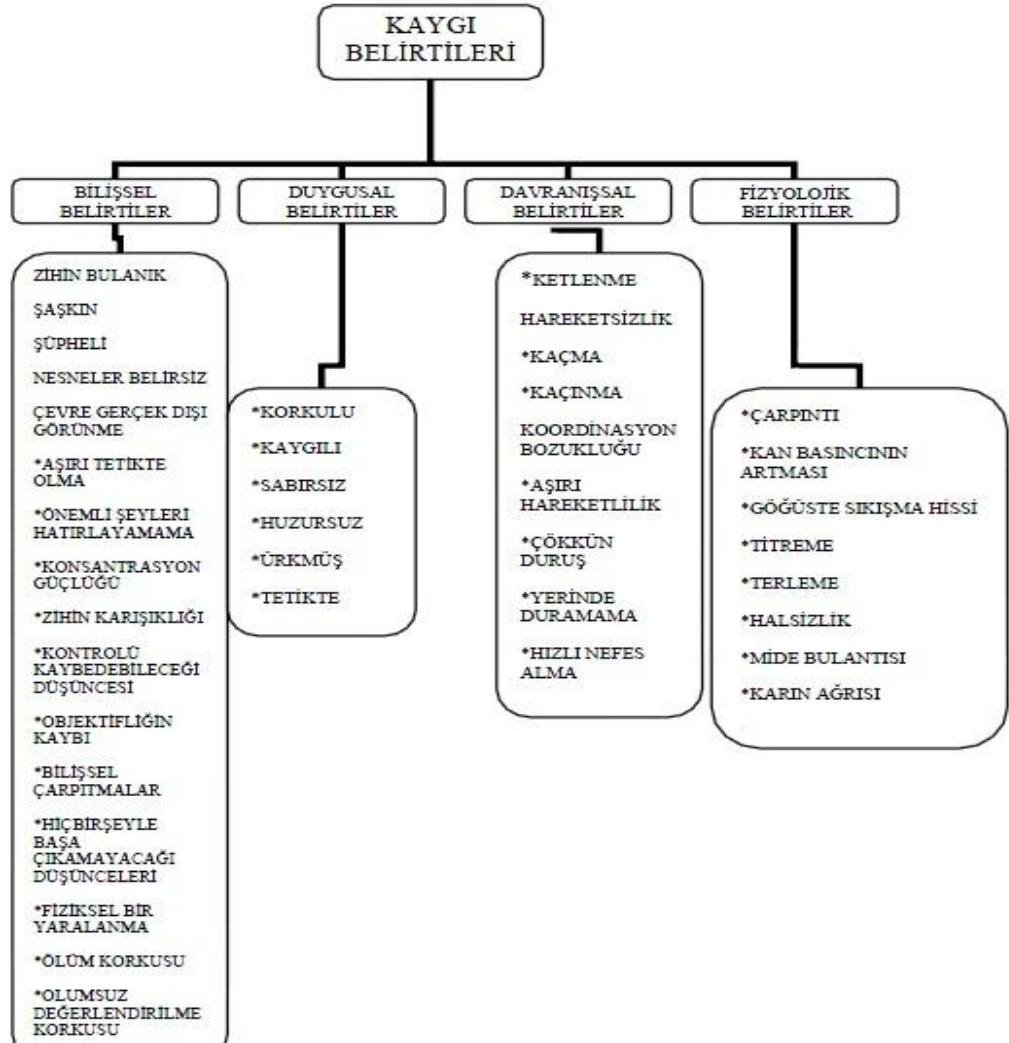 KAYGI
BELİRTİLERİ
BİLİŞSEL
BELİRTİLER
DUYGUSAL
BELİRTİLER
DAVRANIŞSAL
BELİRTİLER
FİZYOLOJİK
BELİRTİLER
ZİHİN BULANIK
ŞAŞKIN
ŞÜPHELİ
NESNELER BELİRSİZ
ÇEVRE GERÇEK DIŞI
GÖRÜNME
*AŞIRI TETİKTE
OLMA
*ÖNEMLİ ŞEYLERİ
HATIRLAYAMAMA
*KONSANTRASYON
GÜÇLÜĞÜ
*ZİHİN KARIŞIKLIĞI
*KONTROLÜ
KAYBEDEBİLECEĞİ
DÜŞÜNCESİ
*OBJEKTİFLİĞİN
KAYBI
*BİLİŞSEL
ÇARPITMALAR
*HİÇBİRŞEYLE
BAŞA
ÇIKAMAYACAĞI
DÜŞÜNCELERİ
*FİZİKSEL BİR
YARALANMA
*ÖLÜM KORKUSU
*OLUMSUZ
DEĞERLENDİRİLME
KORKUSU
*KORKULU
*KAYGILI
*SABIRSIZ
*HUZURSUZ
*ÜRKMÜŞ
*TETİKTE
*KETLENME
HAREKETSİZLİK
*KAÇMA
*KAÇINMA
KOORDİNASYON
BOZUKLUĞU
*AŞIRI
HAREKETLİLİK
*ÇÖKKÜN
DURUŞ
*YERİNDE
DURAMAMA
*HIZLI NEFES
ALMA
*ÇARPINTI
*KAN BASINCININ
ARTMASI
*GÖĞÜSTE SIKIŞMA HİSSİ
*TİTREME
*TERLEME
*HALSİZLİK
*MİDE BULANTISI
*KARIN AĞRISI